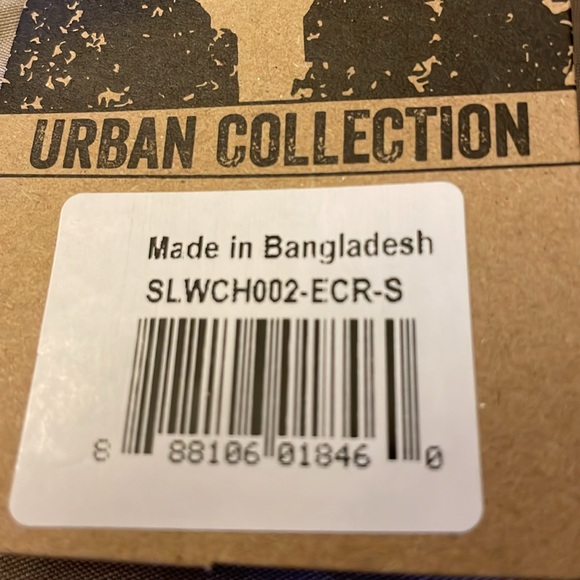 URBAN COLLECTION
Made in Bangladesh
SLWCH002-ECR-S
8 88106 01846 0